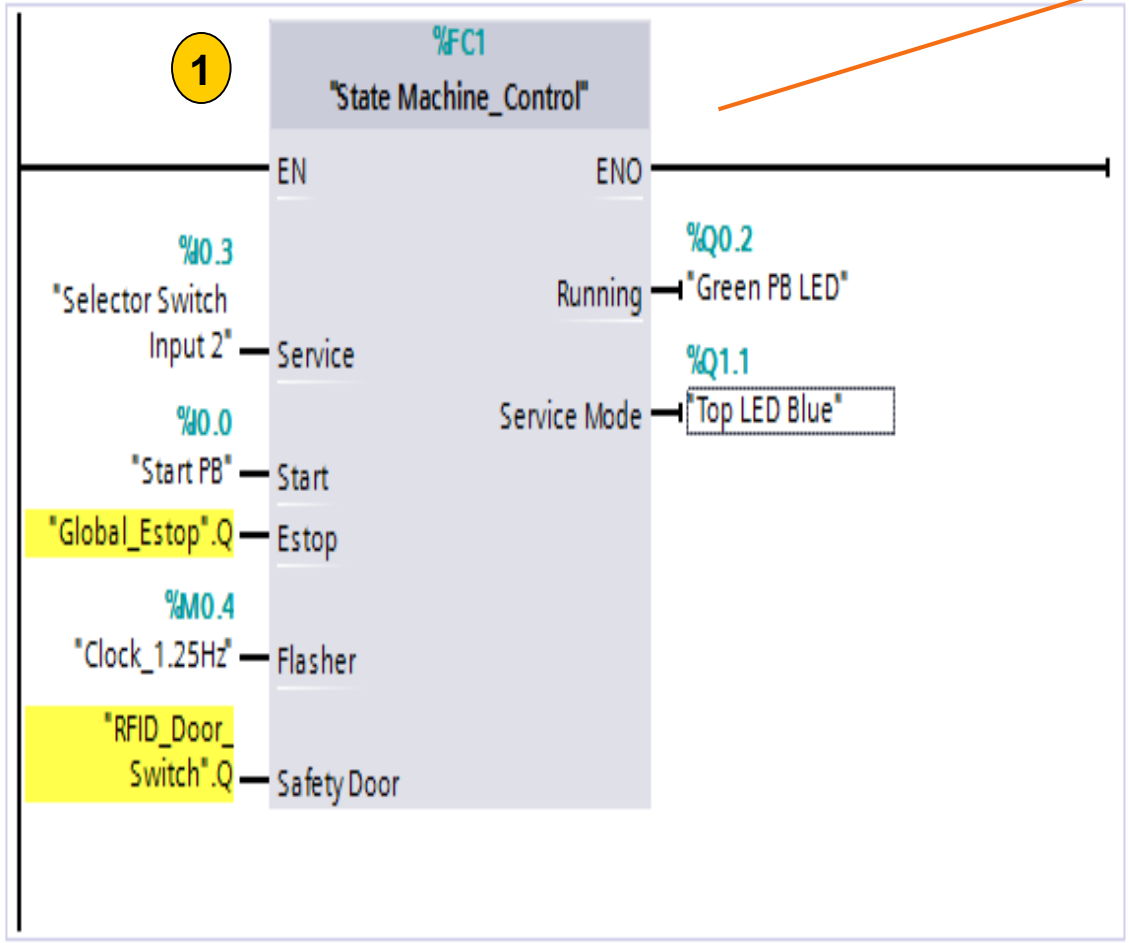 1
%FC1
"State Machine_Control"
EN
ENO
%I0.3
"Selector Switch
Input 2"
Service
%I0.0
"Start PB"
Start
"Global_Estop".Q
Estop
%M0.4
"Clock_1.25Hz"
Flasher
"RFID_Door_
Switch".Q
Safety Door
%Q0.2
Running
"Green PB LED"
%Q1.1
Service Mode
"Top LED Blue"